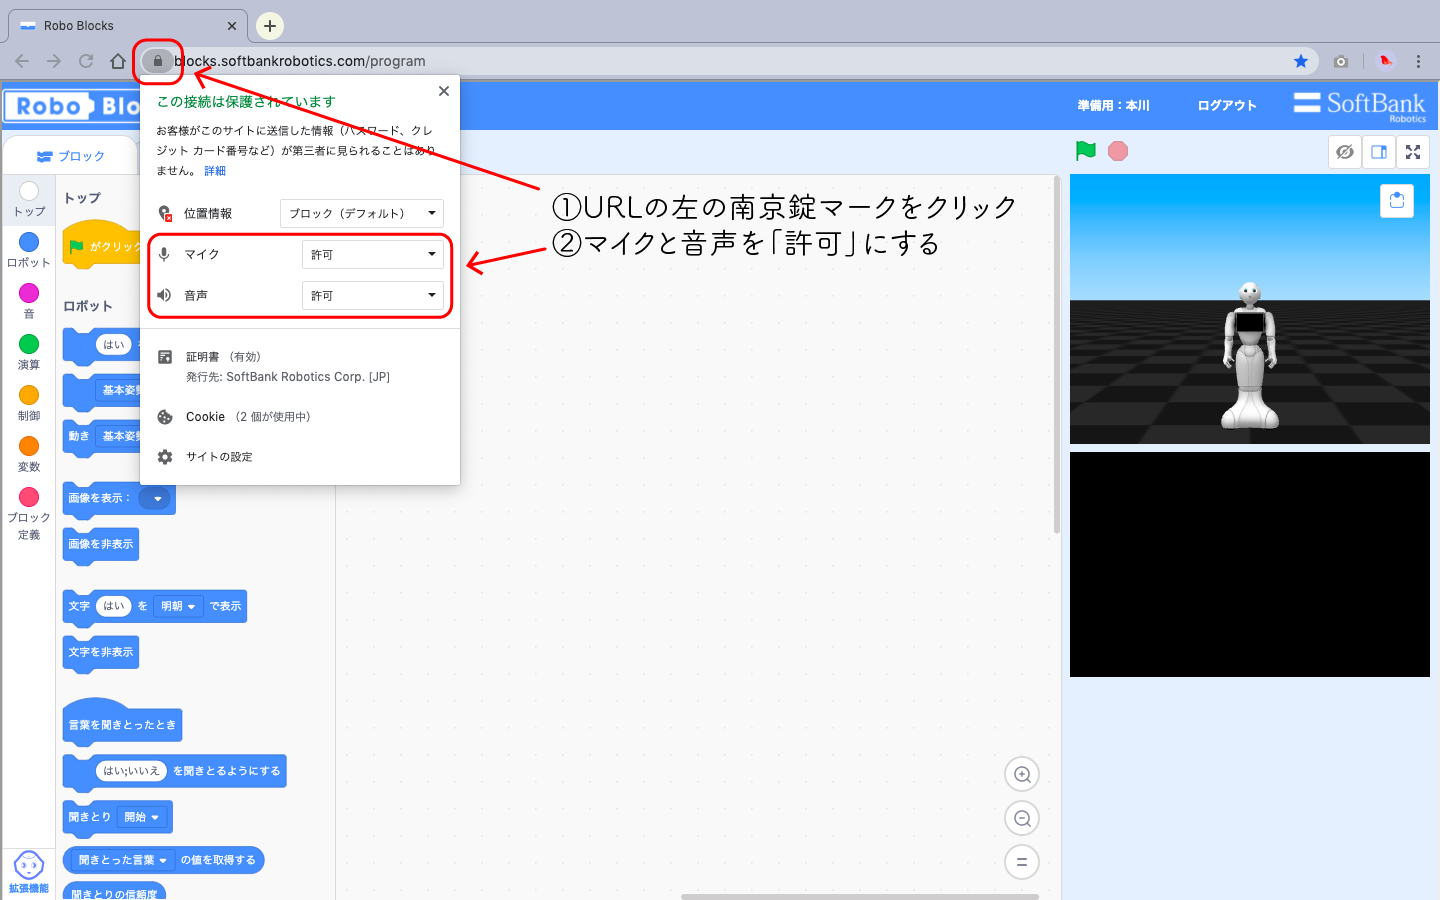 Robo Blocks
blocks.softbankrobotics.com/program
Robo Blo
準備用：本川
ログアウト
SoftBank
Robotics
この接続は保護されています
お客様がこのサイトに送信した情報（パスワード、クレ
ジット カード番号など）が第三者に見られることはあり
ません。 詳細
位置情報 ブロック（デフォルト）
マイク 許可
音声 許可
証明書 （有効）
発行先: SoftBank Robotics Corp. [JP]
Cookie （2 個が使用中）
サイトの設定
①URLの左の南京錠マークをクリック
②マイクと音声を「許可」にする
ブロック
トップ
ロボット
音
演算
制御
変数
ブロック
定義
拡張機能
トップ
がクリック
ロボット
はい
基本姿勢
動き 基本姿勢
画像を表示：
画像を非表示
文字 はい を 明朝 で表示
文字を非表示
言葉を聞きとったとき
はい;いいえ を聞きとるようにする
聞きとり 開始
聞きとった言葉 の値を取得する
聞きとりの信頼度